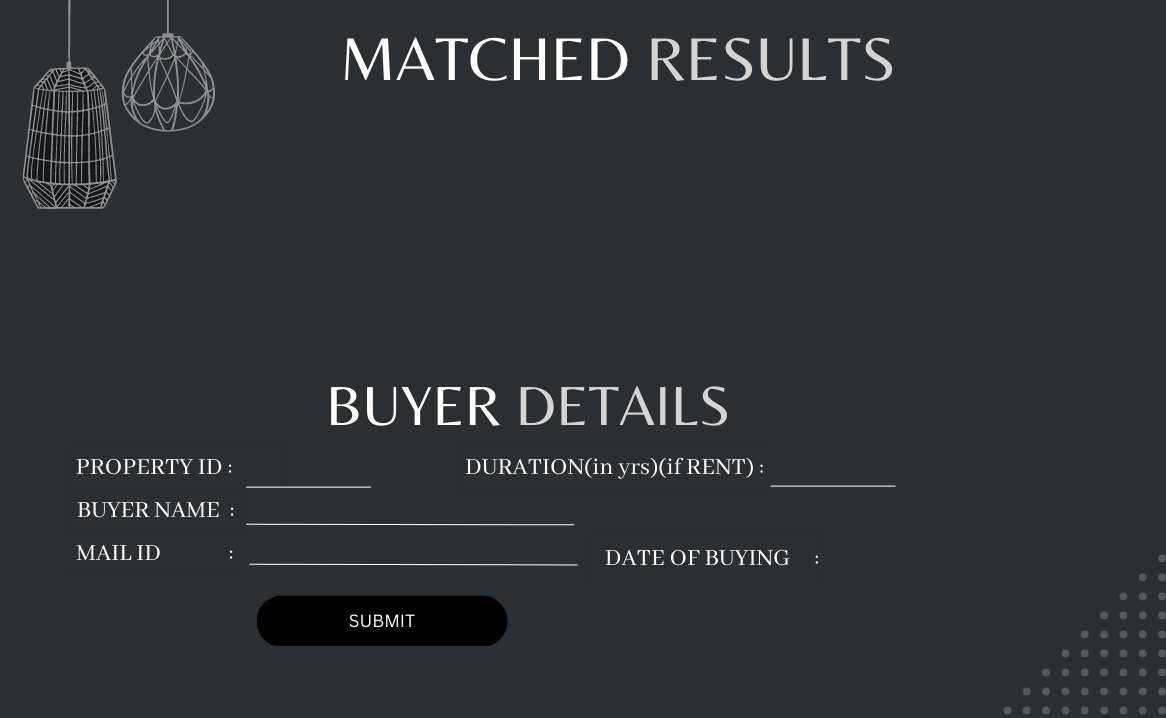 MATCHED RESULTS
BUYER DETAILS
PROPERTY ID :
DURATION(in yrs)(if RENT) :
BUYER NAME :
MAIL ID :
DATE OF BUYING :
SUBMIT